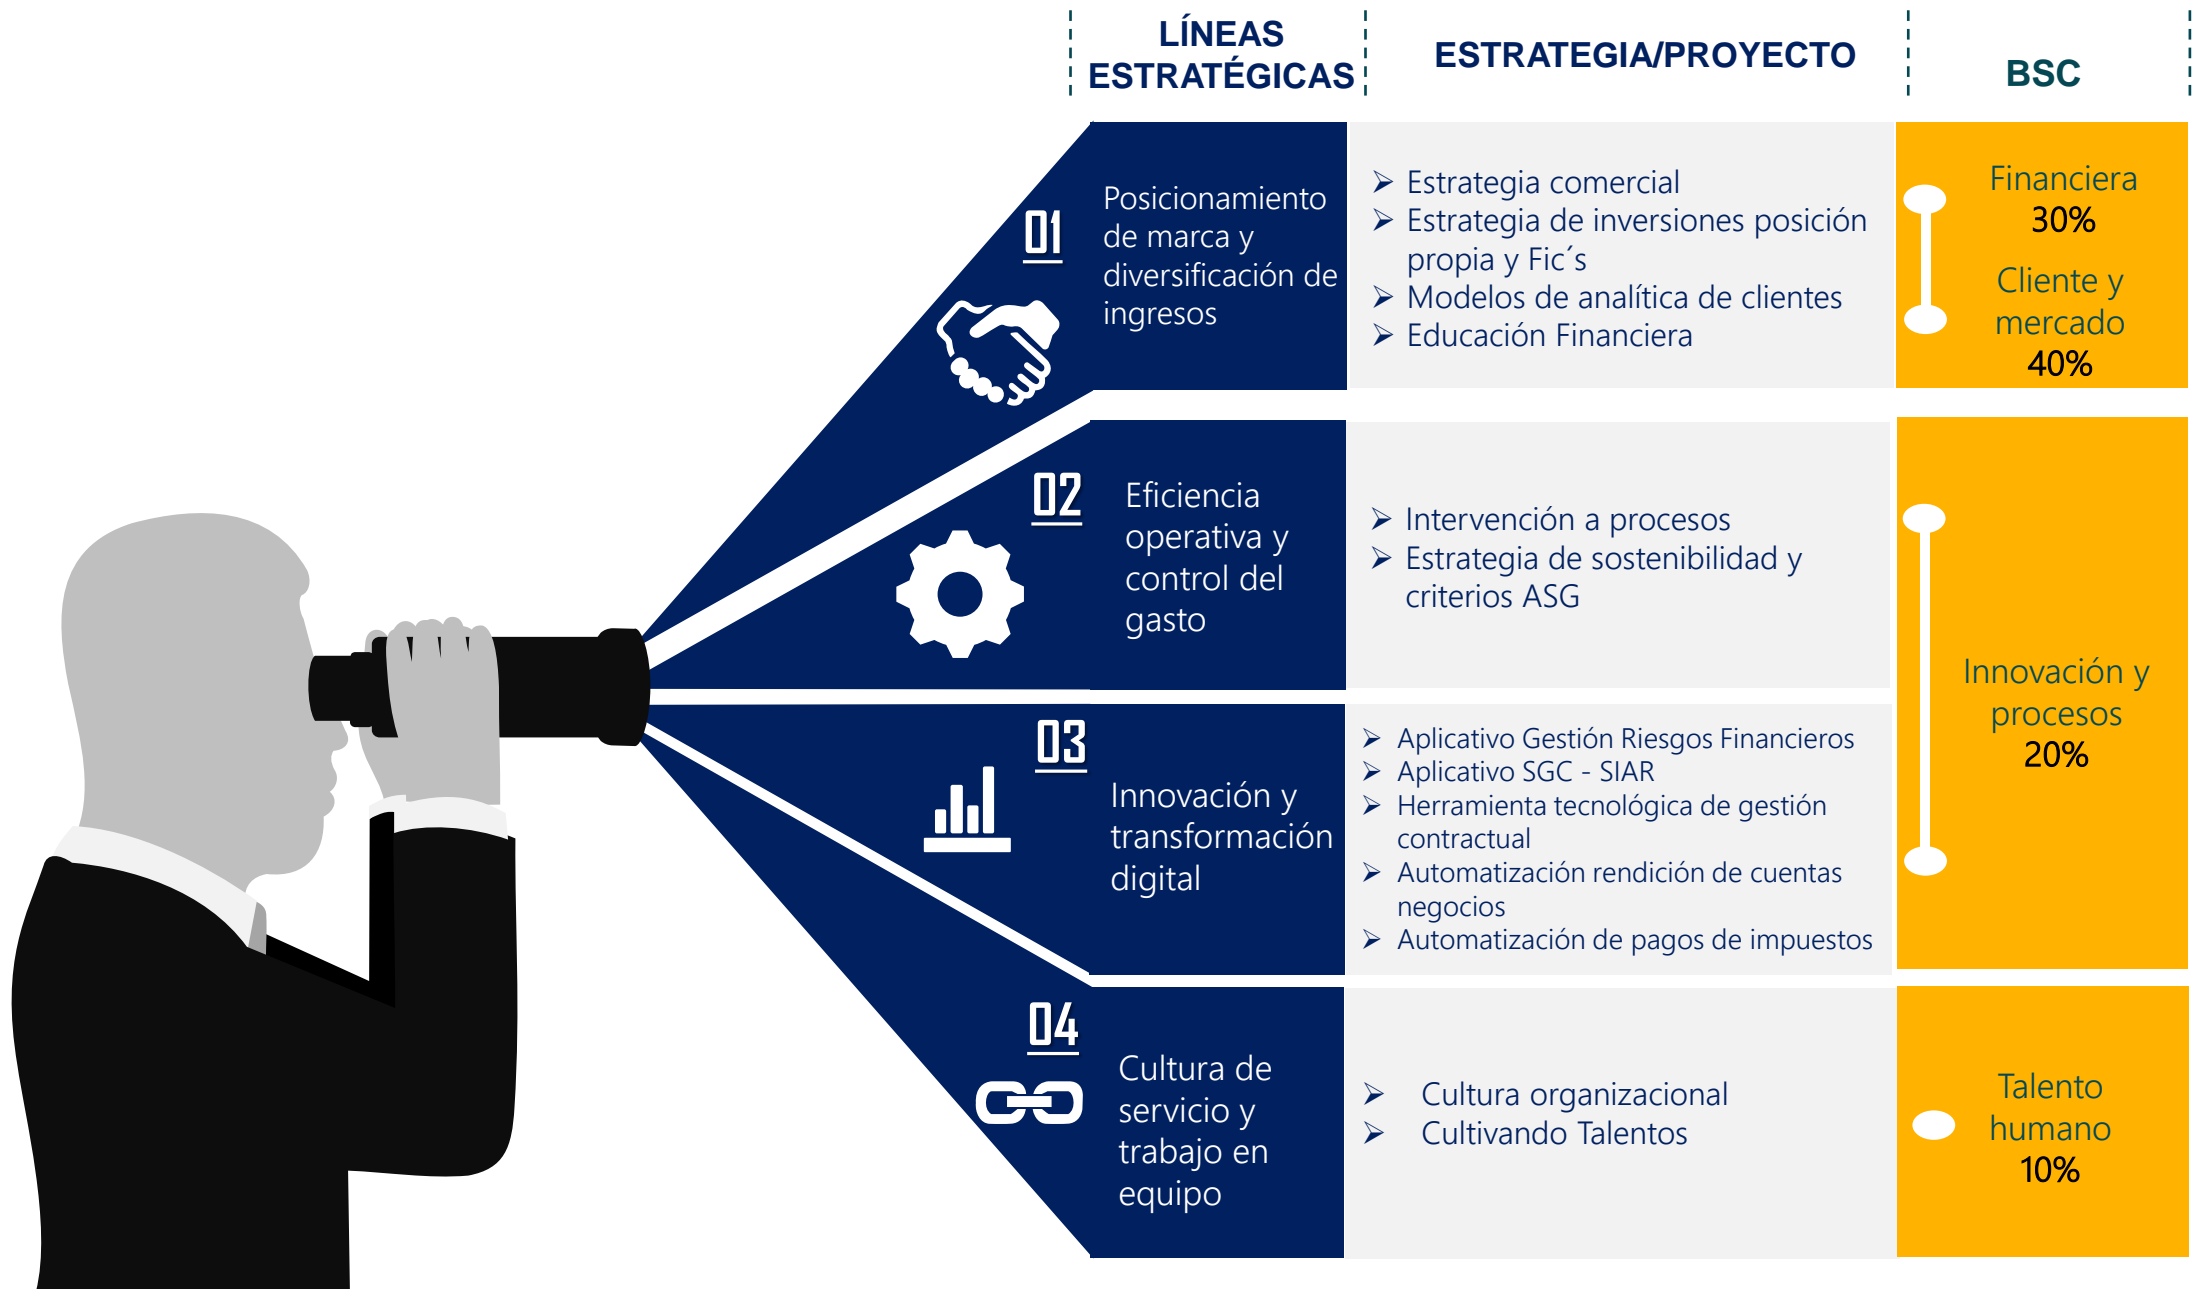 LÍNEAS
ESTRATÉGICAS
ESTRATEGIA/PROYECTO
BSC
01
Posicionamiento
de marca y
diversificación de
ingresos
➢ Estrategia comercial
➢ Estrategia de inversiones posición
propia y Fic´s
➢ Modelos de analítica de clientes
➢ Educación Financiera
Financiera
30%
Cliente y
mercado
40%
02
Eficiencia
operativa y
control del
gasto
➢ Intervención a procesos
➢ Estrategia de sostenibilidad y
criterios ASG
Innovación y
procesos
20%
03
Innovación y
transformación
digital
➢ Aplicativo Gestión Riesgos Financieros
➢ Aplicativo SGC - SIAR
➢ Herramienta tecnológica de gestión
contractual
➢ Automatización rendición de cuentas
negocios
➢ Automatización de pagos de impuestos
04
Cultura de
servicio y
trabajo en
equipo
➢ Cultura organizacional
➢ Cultivando Talentos
Talento
humano
10%